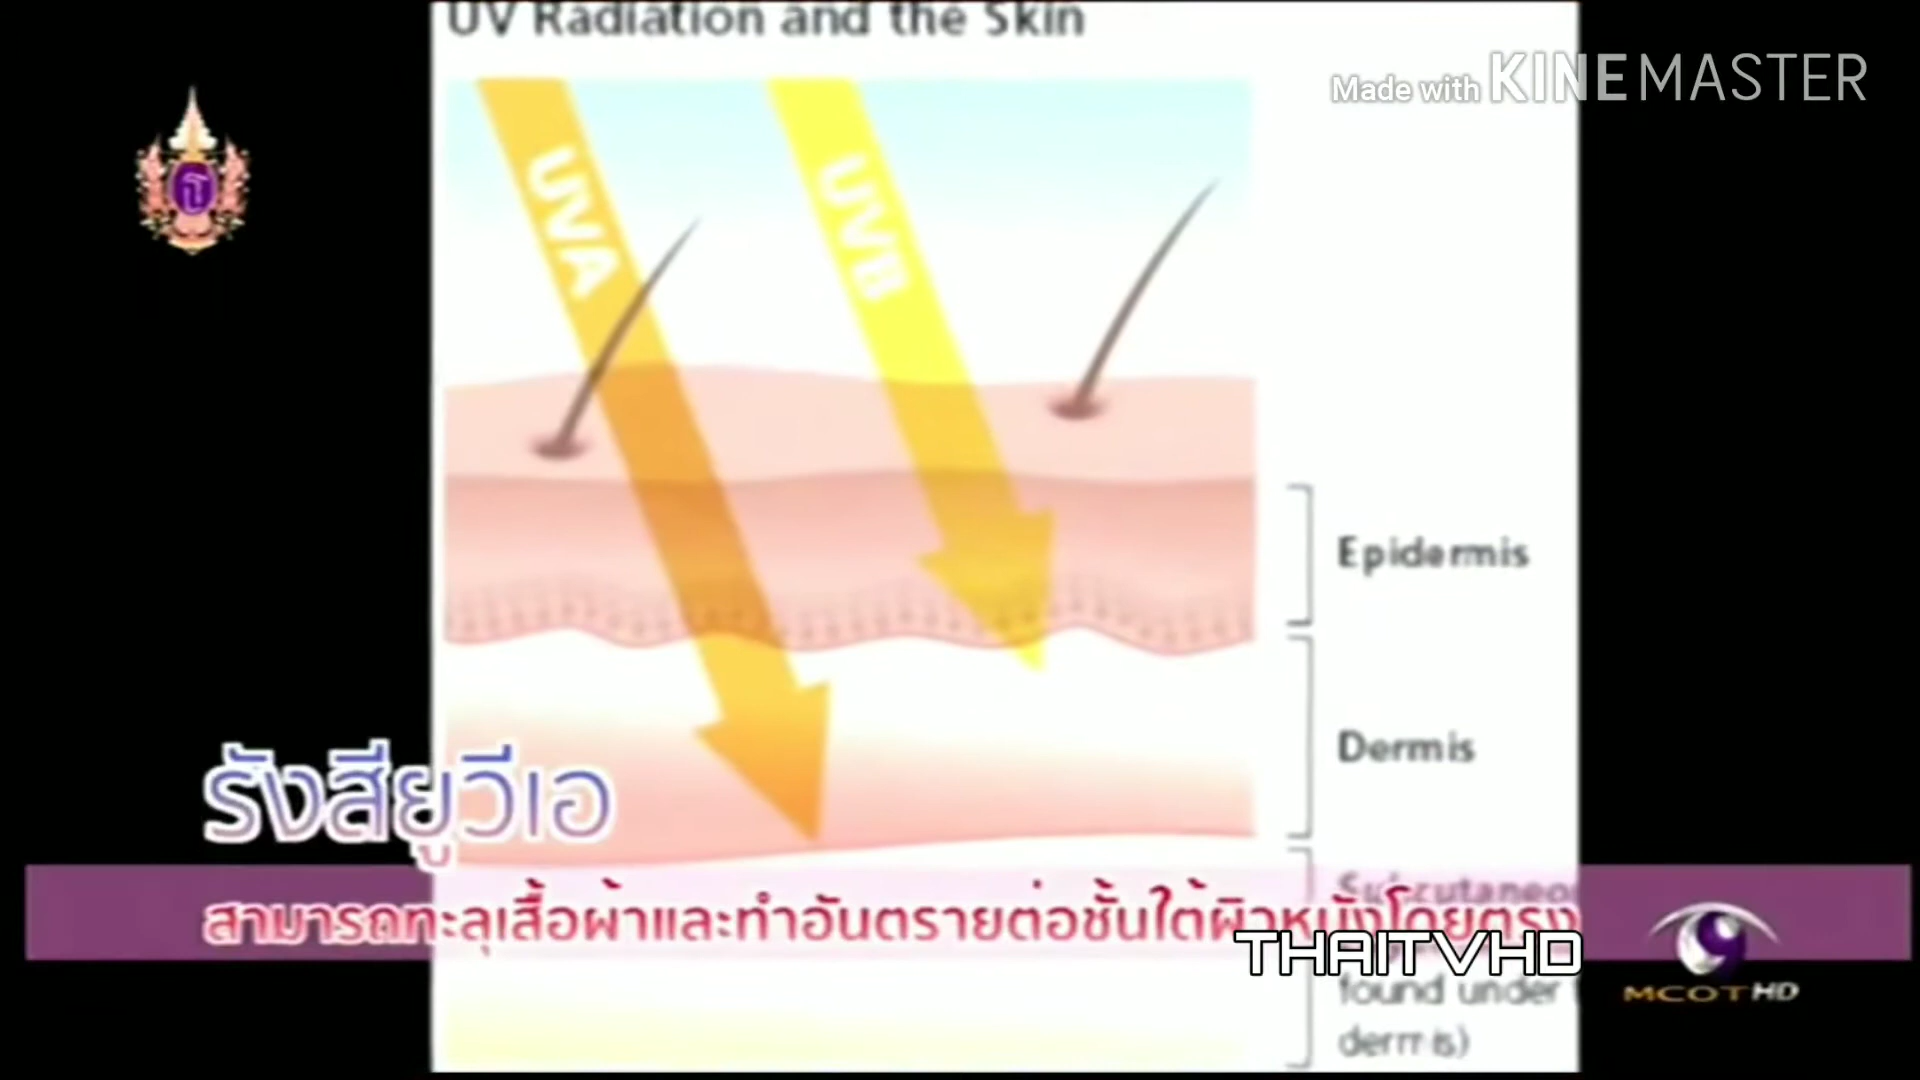 UV Radiation and the Skin
Made with KINEMASTER
UVA
UVB
Epidermis
Dermis
รังสียูวีเอ
สามารถทะลุเสื้อผ้าและทำอันตรายต่อชั้นใต้ผิวหนังโดยตรง
THAITVHD
found under
dermis)
MCOT HD